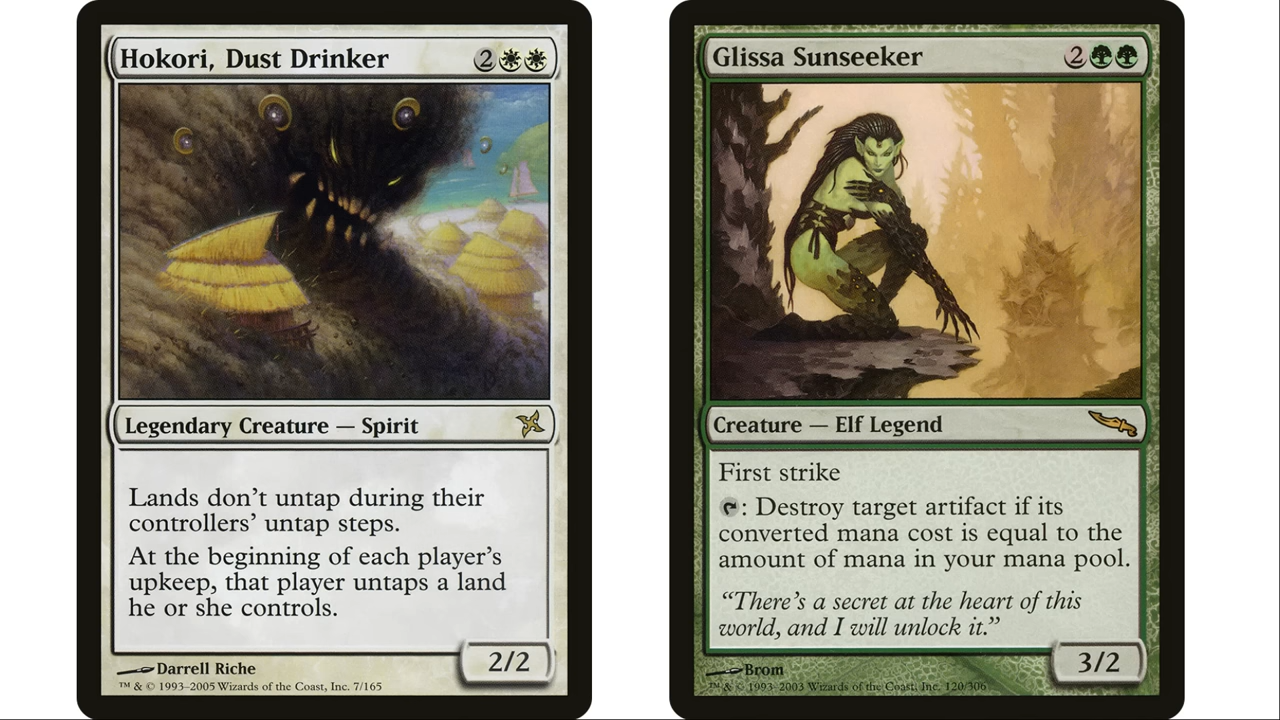 Hokori, Dust Drinker
2
Legendary Creature — Spirit
Lands don't untap during their
controllers' untap steps.
At the beginning of each player's
upkeep, that player untaps a land
he or she controls.
2/2
Darrell Riche
™ & © 1993–2005 Wizards of the Coast, Inc. 7/165
Glissa Sunseeker
2
Creature — Elf Legend
First strike
: Destroy target artifact if its
converted mana cost is equal to the
amount of mana in your mana pool.
“There's a secret at the heart of this
world, and I will unlock it.”
3/2
Brom
™ & © 1993–2003 Wizards of the Coast, Inc. 120/306